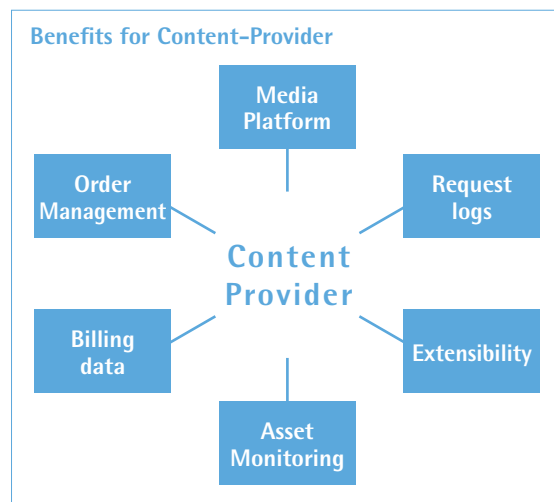 Benefits for Content-Provider
Media
Platform
Order
Management
Request
logs
Content
Provider
Billing
data
Extensibility
Asset
Monitoring